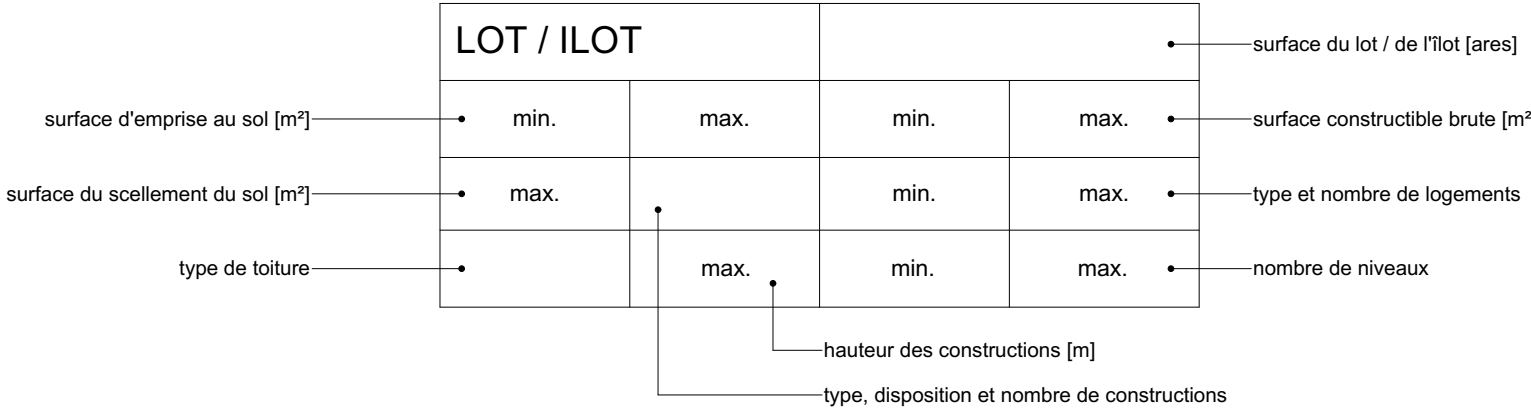 LOT / ILOT
surface du lot / de l'îlot [ares]
surface d'emprise au sol [m²] min. max. min. max. surface constructible brute [m²
surface du scellement du sol [m²] max. min. max. type et nombre de logements
type de toiture max. min. max. nombre de niveaux
hauteur des constructions [m]
type, disposition et nombre de constructions